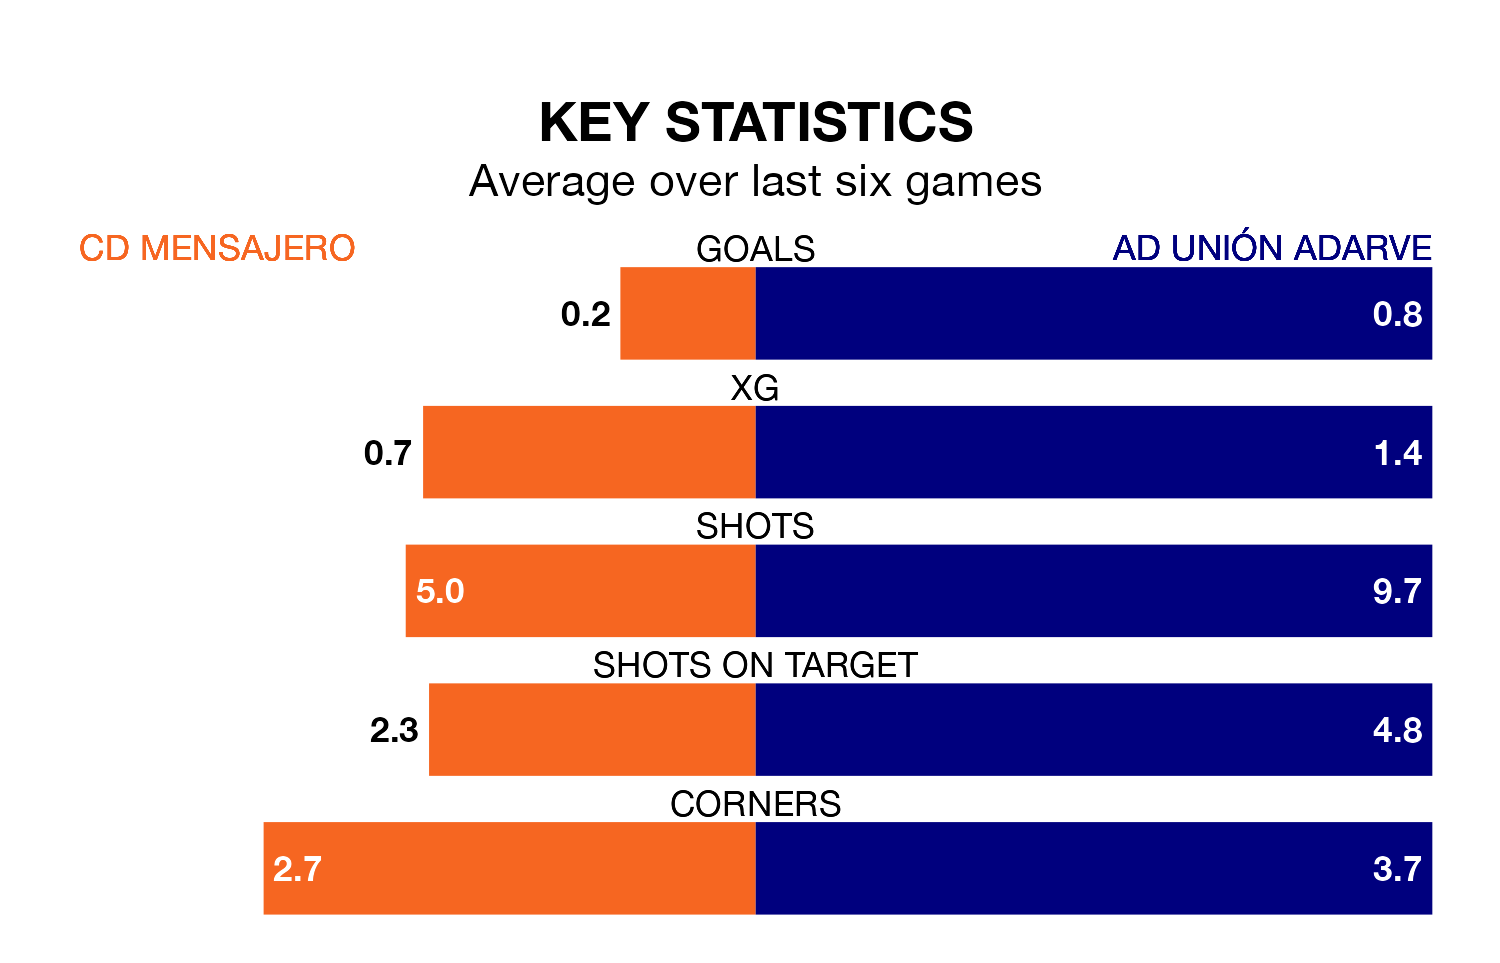 KEY STATISTICS
Average over last six games
CD MENSAJERO
GOALS
AD UNIÓN ADARVE
0.2
0.8
XG
0.7
1.4
SHOTS
5.0
9.7
SHOTS ON TARGET
2.3
4.8
CORNERS
2.7
3.7